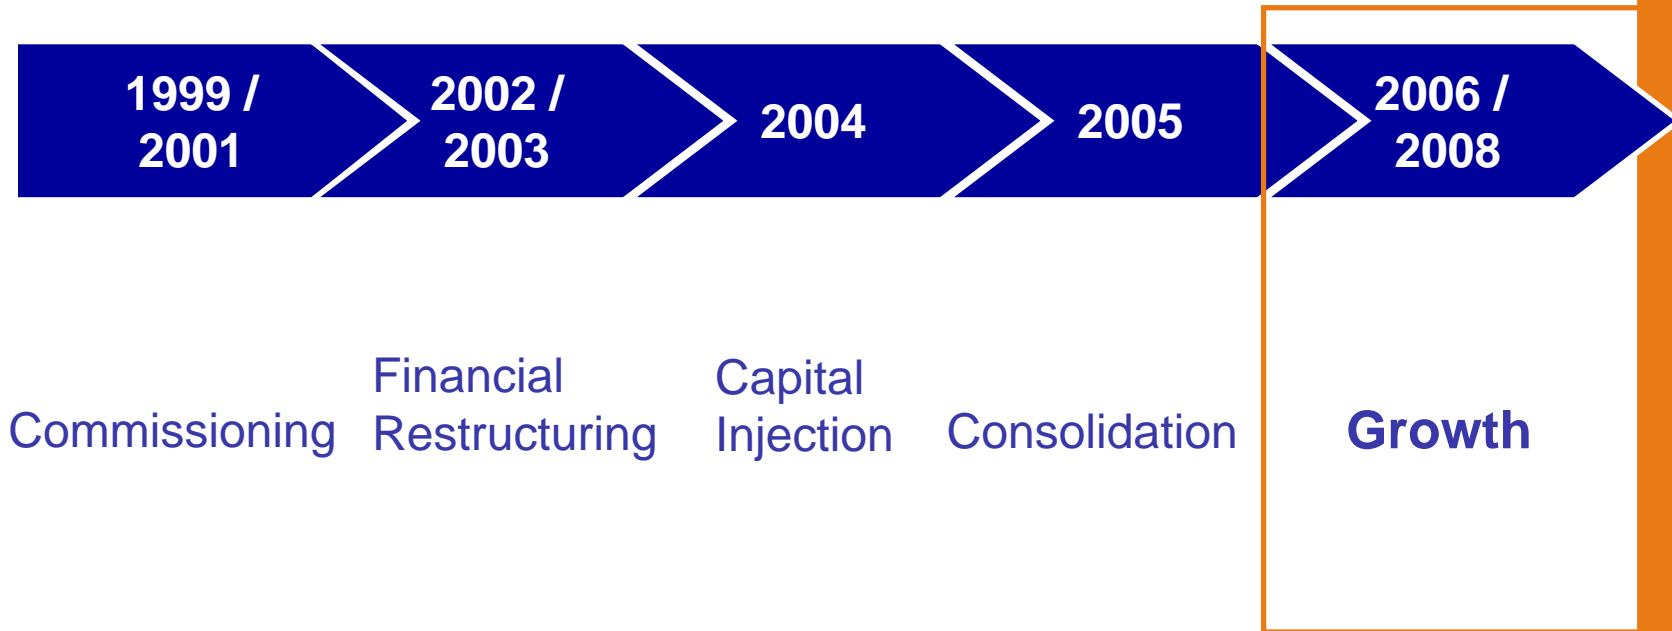 1999 /
2001
2002 /
2003
2004
2005
2006 /
2008
Commissioning
Financial
Restructuring
Capital
Injection
Consolidation
Growth